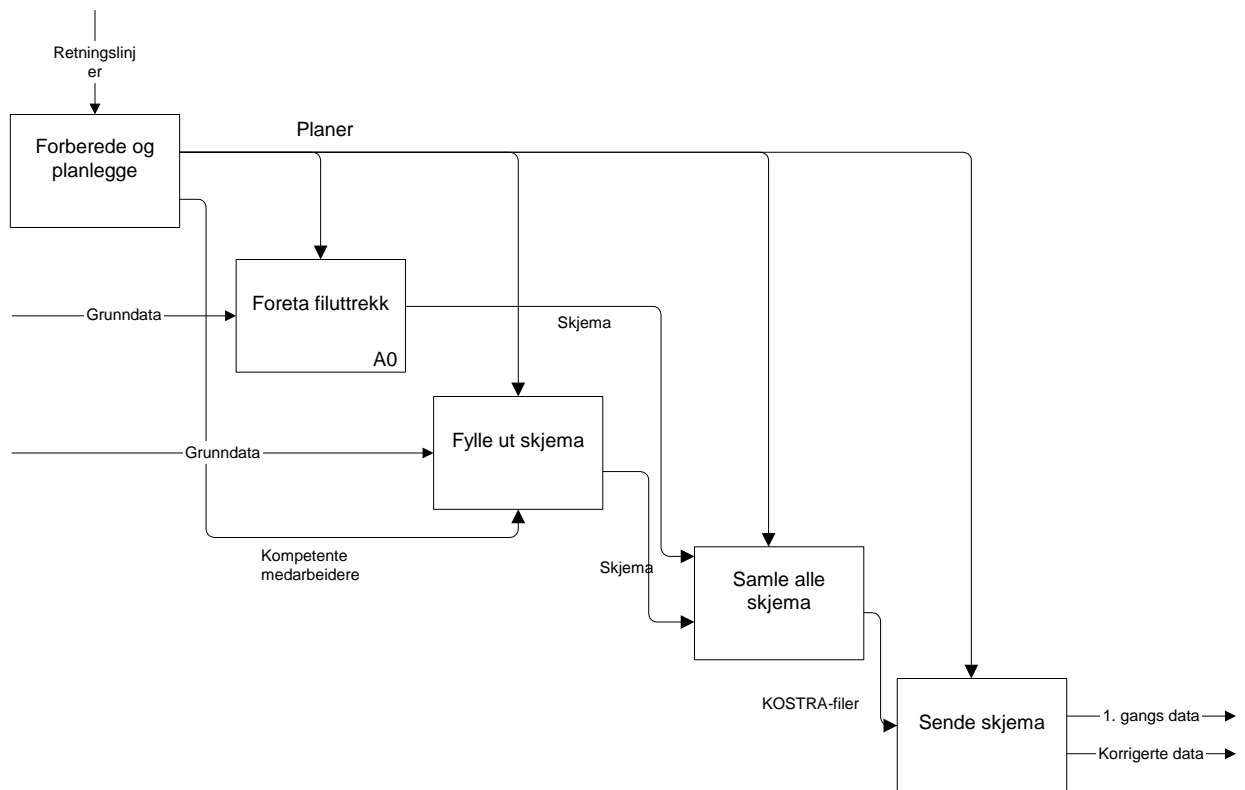 Retningslinj
er
Forberede og
planlegge
Planer
Foreta filuttrekk
A0
Grunndata
Skjema
Fylle ut skjema
Grunndata
Kompetente
medarbeidere
Skjema
Samle alle
skjema
KOSTRA-filer
Sende skjema
1. gangs data
Korrigerte data